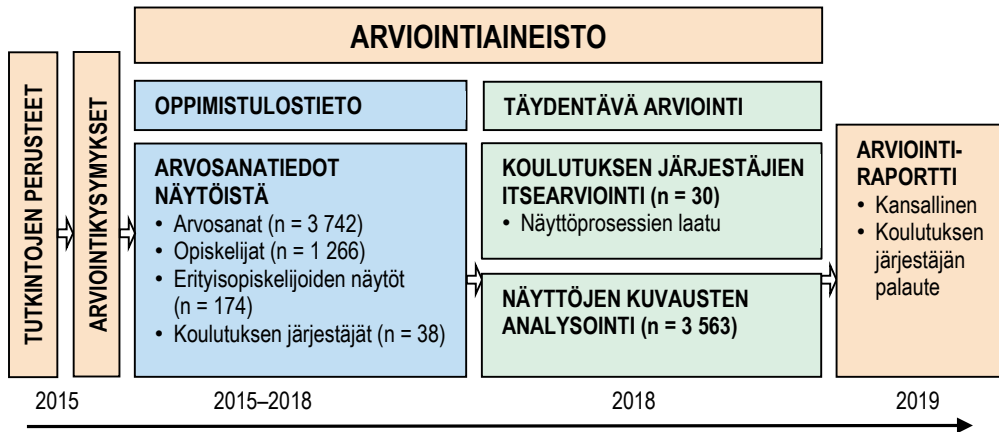 ARVIOINTIAINEISTO
TUTKINTOJEN PERUSTEET
ARVIOINTIKYSYMYKSET
OPPIMISTULOSTIETO
ARVOSANATIEDOT
NÄYTÖISTÄ
• Arvosanat (n = 3 742)
• Opiskelijat (n = 1 266)
• Erityisopiskelijoiden näytöt
(n = 174)
• Koulutuksen järjestäjät (n = 38)
TÄYDENTÄVÄ ARVIOINTI
KOULUTUKSEN JÄRJESTÄJIEN
ITSEARVIOINTI (n = 30)
• Näyttöprosessien laatu
NÄYTTÖJEN KUVAUSTEN
ANALYSOINTI (n = 3 563)
ARVIOINTI-
RAPORTTI
• Kansallinen
• Koulutuksen
järjestäjän
palaute
2015
2015–2018
2018
2019